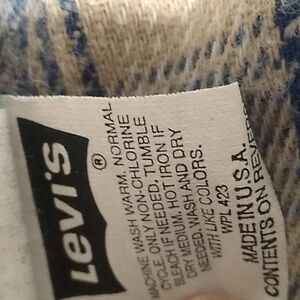 Levi's ®
MACHINE WASH WARM. NORMAL
CYCLE. ONLY NON-CHLORINE
BLEACH IF NEEDED. TUMBLE
DRY MEDIUM. HOT IRON IF
NEEDED. WASH AND DRY
WITH LIKE COLORS.
WPL 423
MADE IN U.S.A.
CONTENTS ON REVERSE